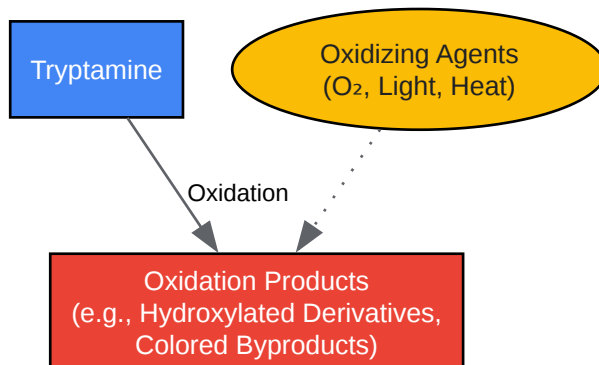 Tryptamine
Oxidizing Agents
(O₂, Light, Heat)
Oxidation
Oxidation Products
(e.g., Hydroxylated Derivatives,
Colored Byproducts)